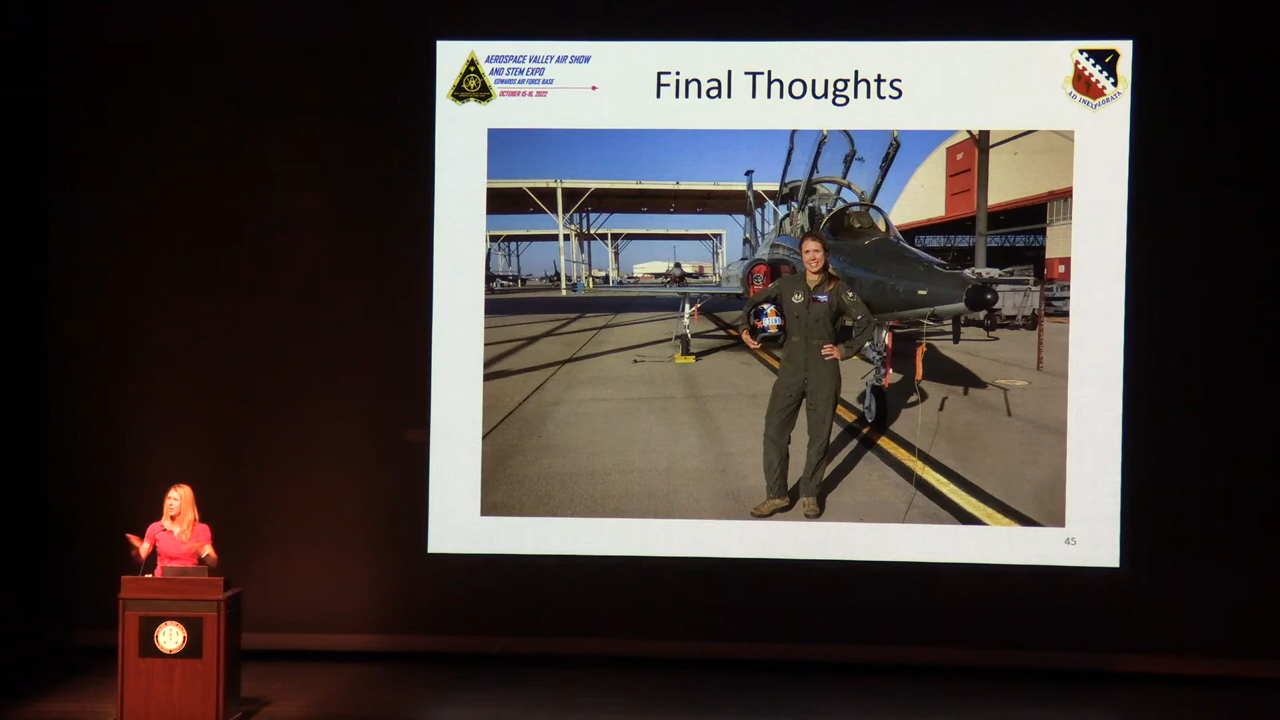 AEROSPACE VALLEY AIR SHOW
AND STEM EXPO
EDWARDS AIR FORCE BASE
OCTOBER 15-16, 2022
Final Thoughts
AD INEXPLORATA
45